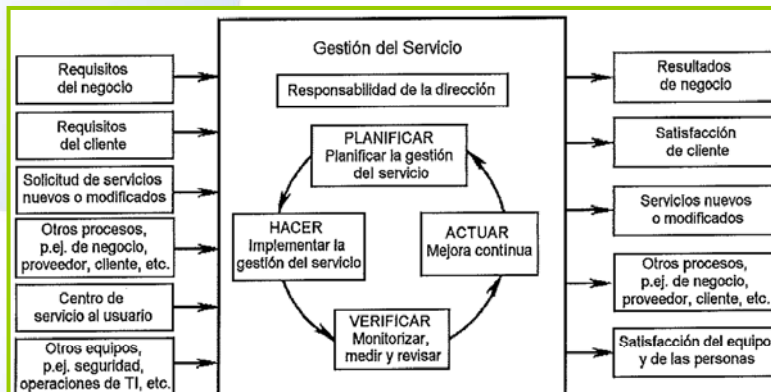 Requisitos
del negocio
Requisitos
del cliente
Solicitud de servicios
nuevos o modificados
Otros procesos,
p.ej. de negocio,
proveedor, cliente, etc.
Centro de
servicio al usuario
Otros equipos,
p.ej. seguridad,
operaciones de TI, etc.
Gestión del Servicio
Responsabilidad de la dirección
PLANIFICAR
Planificar la gestión
del servicio
HACER
Implementar la
gestión del servicio
ACTUAR
Mejora continua
VERIFICAR
Monitorizar,
medir y revisar
Resultados
de negocio
Satisfacción
de cliente
Servicios nuevos
o modificados
Otros procesos,
p.ej. de negocio,
proveedor, cliente, etc.
Satisfacción del equipo
y de las personas